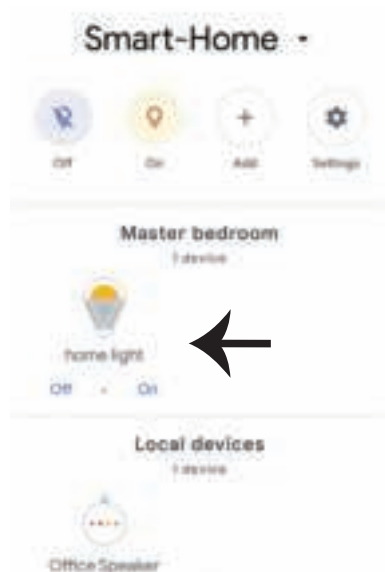 Smart-Home
Off On Add Settings
Master bedroom
1 device
home light
Off · On
Local devices
1 device
Office Speaker